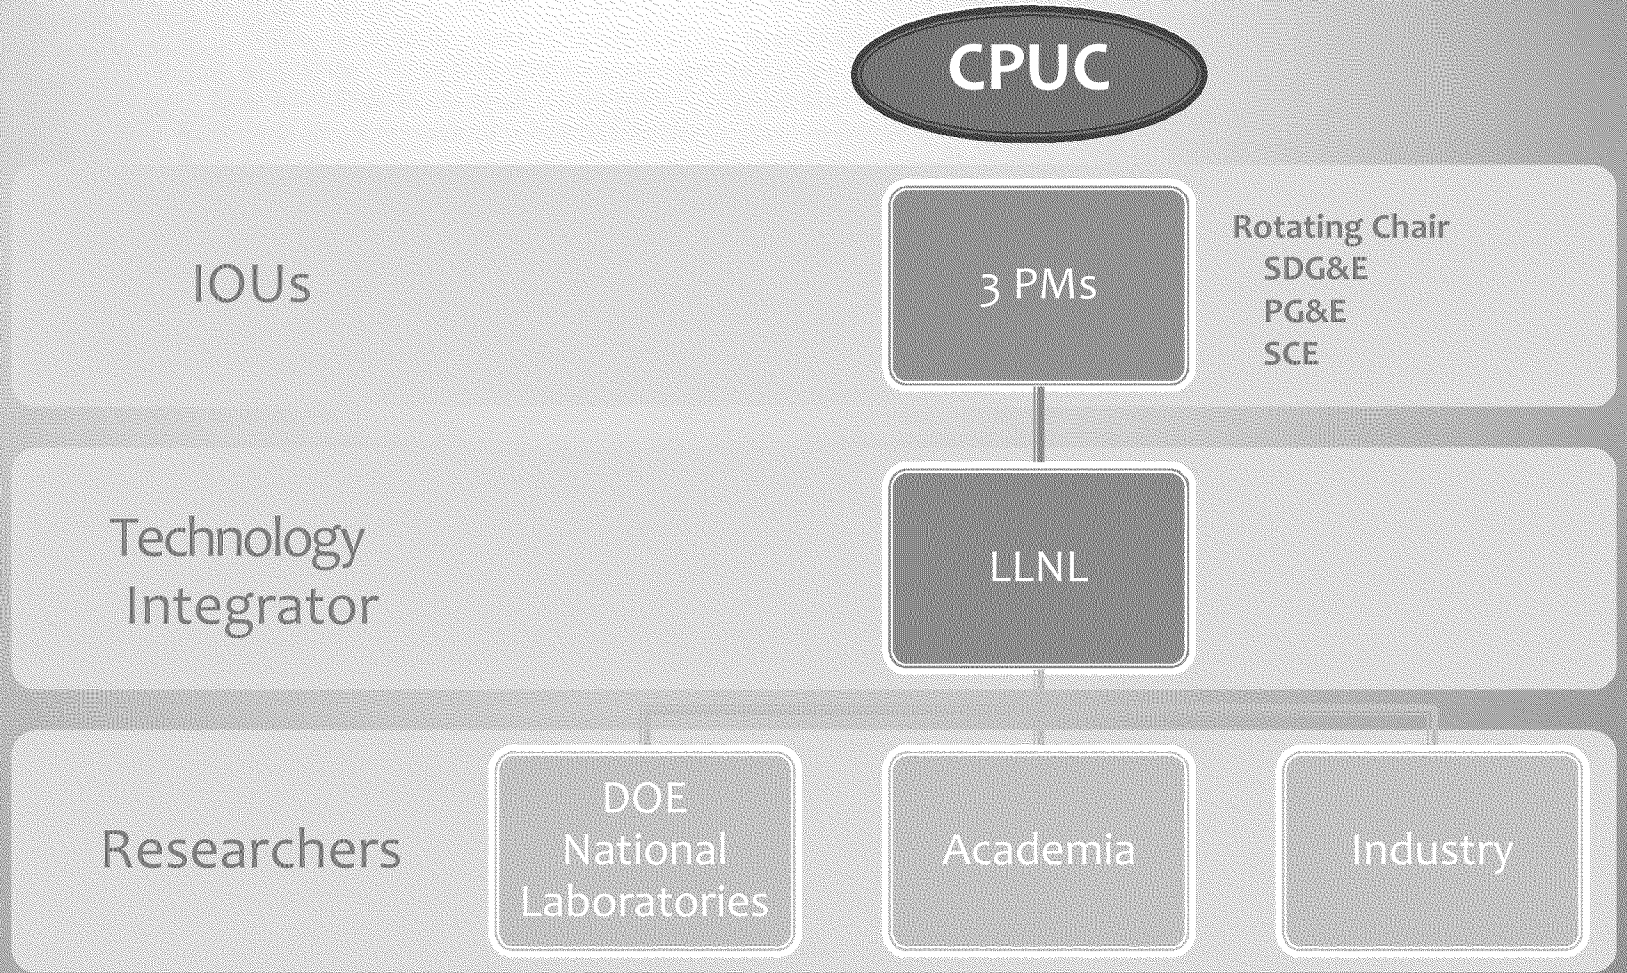 CPUC
IOUs
3 PMs
Rotating Chair
SDG&E
PG&E
SCE
Technology
Integrator
LLNL
Researchers
DOE
National
Laboratories
Academia
Industry